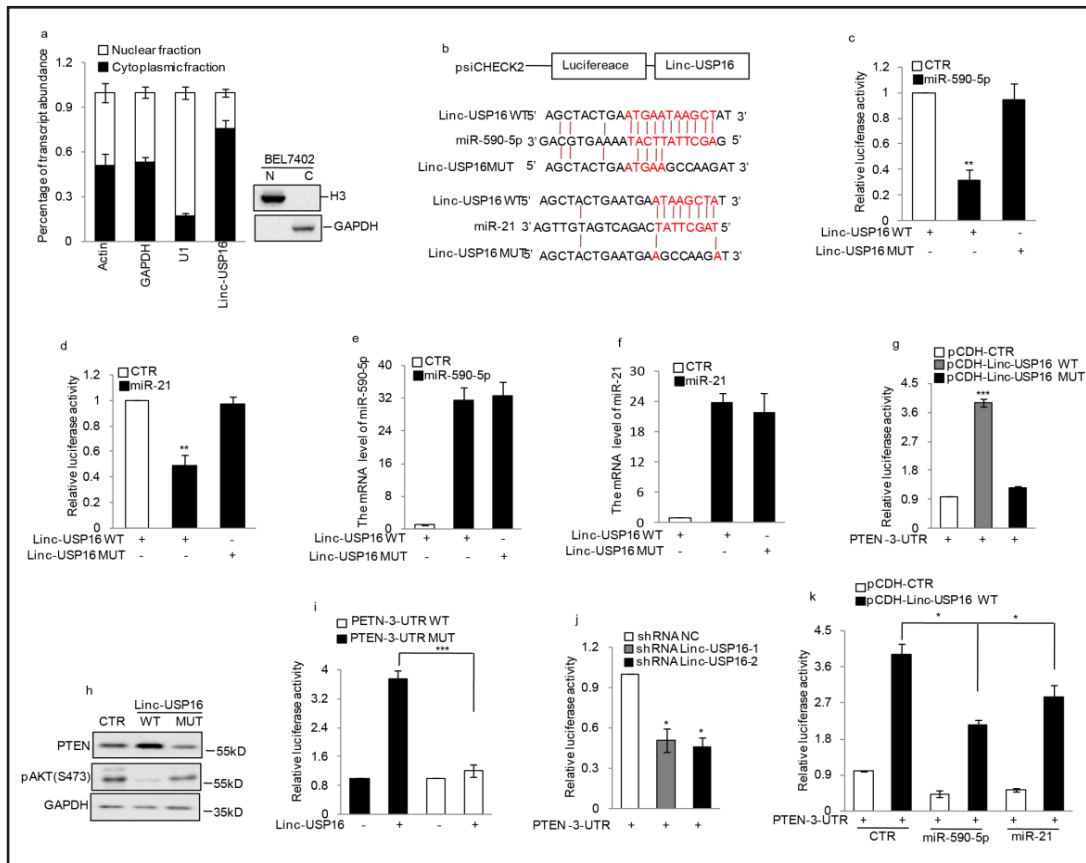 a
Nuclear fraction
Cytoplasmic fraction
Percentage of transcriptabundance
1.2
0.9
0.6
0.3
0
Actin
GAPDH
U1
Linc-USP16
BEL7402
N C
H3
GAPDH
b
psiCHECK2 Lucifereace Linc-USP16
Linc-USP16 WT5’ AGCTACTGAATGAATAAGCTAT 3’
miR-590-5p 3’GACGTGAAAATACTTATTCGAG 5’
Linc-USP16MUT 5’ AGCTACTGAATGAAGCCAAGAT 3’
Linc-USP16 WT5’ AGCTACTGAATGAATAAGCTAT 3’
miR-21 AGTTGTAGTCAGACTATTCGAT 5’
Linc-USP16 MUT5’ AGCTACTGAATGAAGCCAAGAT 3’
c
CTR
miR-590-5p
Relative luciferase activity
1.2
1
0.8
0.6
0.4
0.2
0
**
Linc-USP16 WT + + -
Linc-USP16 MUT - - +
d
CTR
miR-21
Relative luciferase activity
1.2
1
0.8
0.6
0.4
0.2
0
**
Linc-USP16 WT + + -
Linc-USP16 MUT - - +
e
CTR
miR-590-5p
The mRNA level of miR-590-5p
40
32
24
16
8
0
Linc-USP16 WT + + -
Linc-USP16 MUT - - +
f
CTR
miR-21
The mRNA level of miR-21
30
24
18
12
6
0
Linc-USP16 WT + + -
Linc-USP16 MUT - - +
g
pCDH-CTR
pCDH-Linc-USP16 WT
pCDH-Linc-USP16 MUT
Relative luciferase activity
4.5
3.6
2.7
1.8
0.9
0
***
PTEN-3-UTR + + +
h
Linc-USP16
CTR WT MUT
PTEN 55kD
pAKT(S473) 55kD
GAPDH 35kD
i
PETN-3-UTR WT
PTEN-3-UTR MUT
Relative luciferase activity
4
3.2
2.4
1.6
0.8
0
***
Linc-USP16 - + - +
j
shRNA NC
shRNA Linc-USP16-1
shRNA Linc-USP16-2
Relative luciferase activity
1.2
0.9
0.6
0.3
0
* *
PTEN-3-UTR + + +
k
pCDH-CTR
pCDH-Linc-USP16 WT
Relative luciferase activity
4.5
3.6
2.7
1.8
0.9
0
* *
PTEN-3-UTR + + + + + +
CTR miR-590-5p miR-21